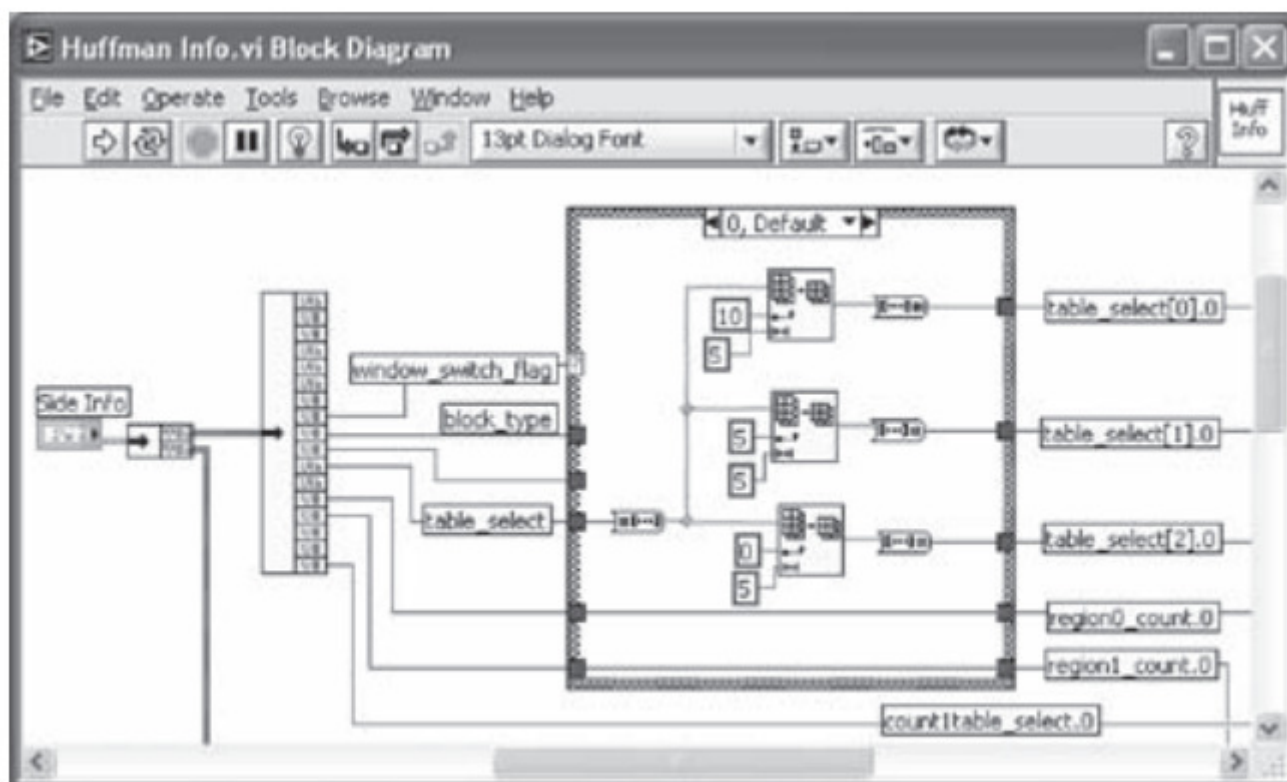 Huffman Info.vi Block Diagram
File Edit Operate Tools Browse Window Help
Huff
Info
13pt Dialog Font
0, Default
10
5
table_select[0].0
window_switch_flag
Side Info
block_type
5
5
table_select[1].0
table_select
0
5
table_select[2].0
region0_count.0
region1_count.0
count1table_select.0